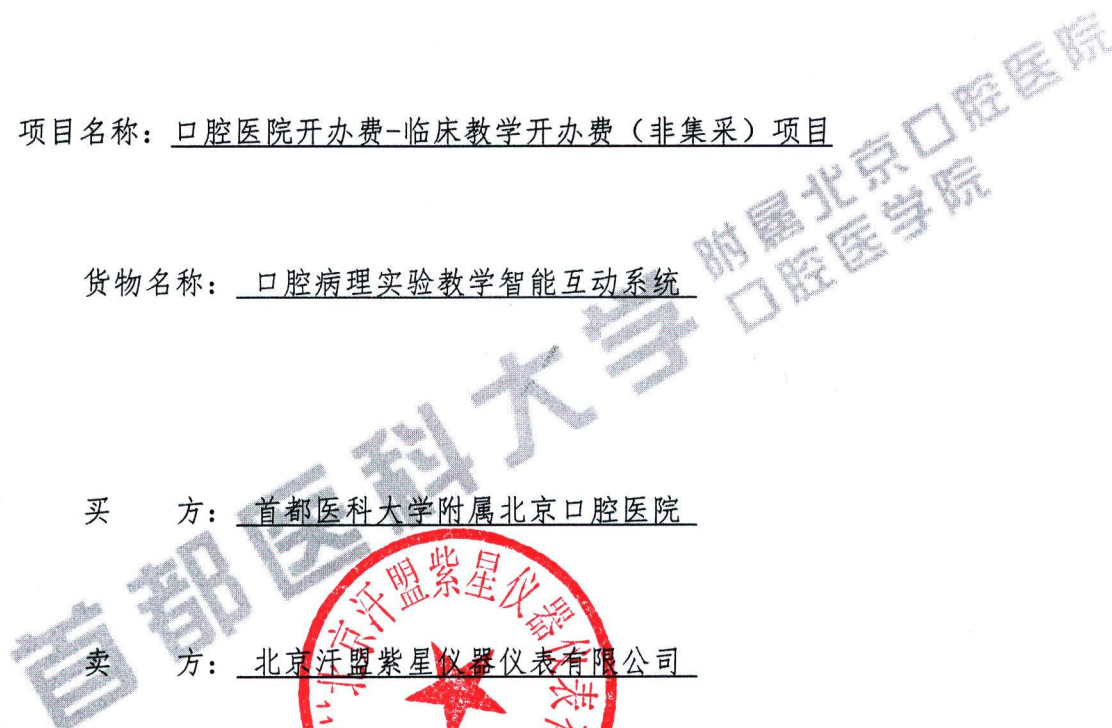 项目名称：口腔医院开办费-临床教学开办费（非集采）项目
货物名称：口腔病理实验教学智能互动系统
买　　方：首都医科大学附属北京口腔医院
卖　　方：北京汗盟紫星仪器仪表有限公司
首都医科大学
附属北京口腔医院
口腔医学院
北京汗盟紫星仪器仪表